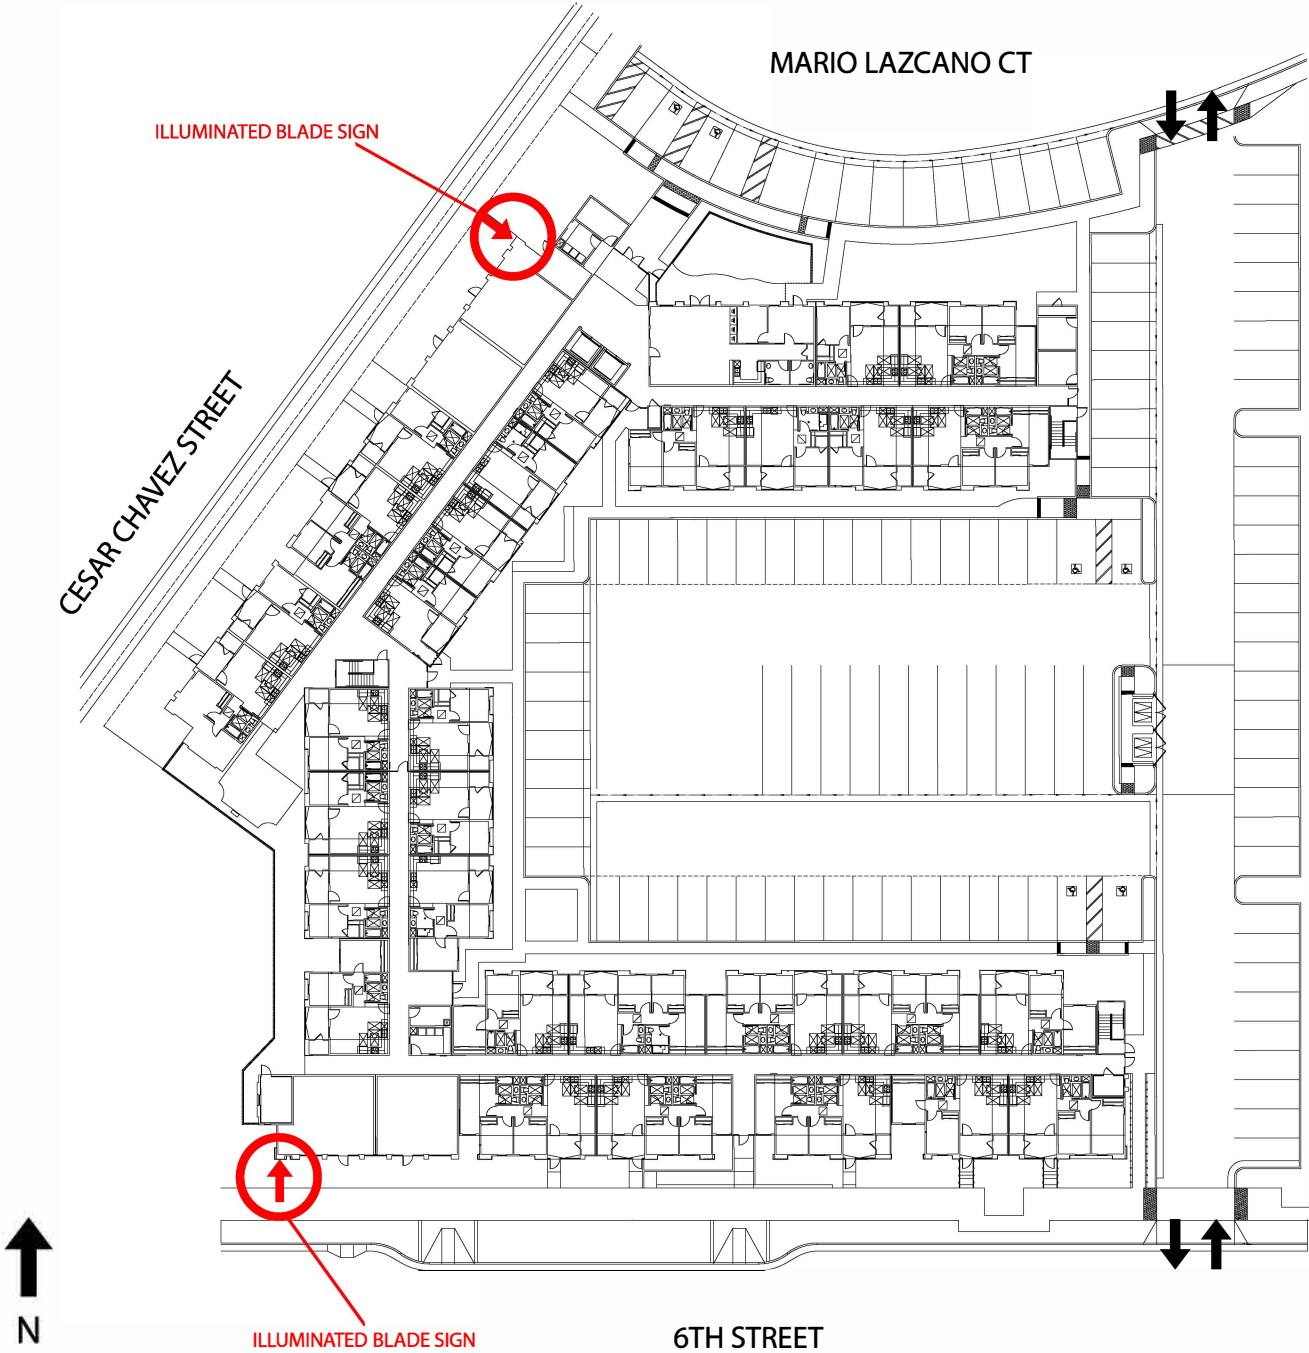 MARIO LAZCANO CT
ILLUMINATED BLADE SIGN
CESAR CHAVEZ STREET
N
ILLUMINATED BLADE SIGN
6TH STREET